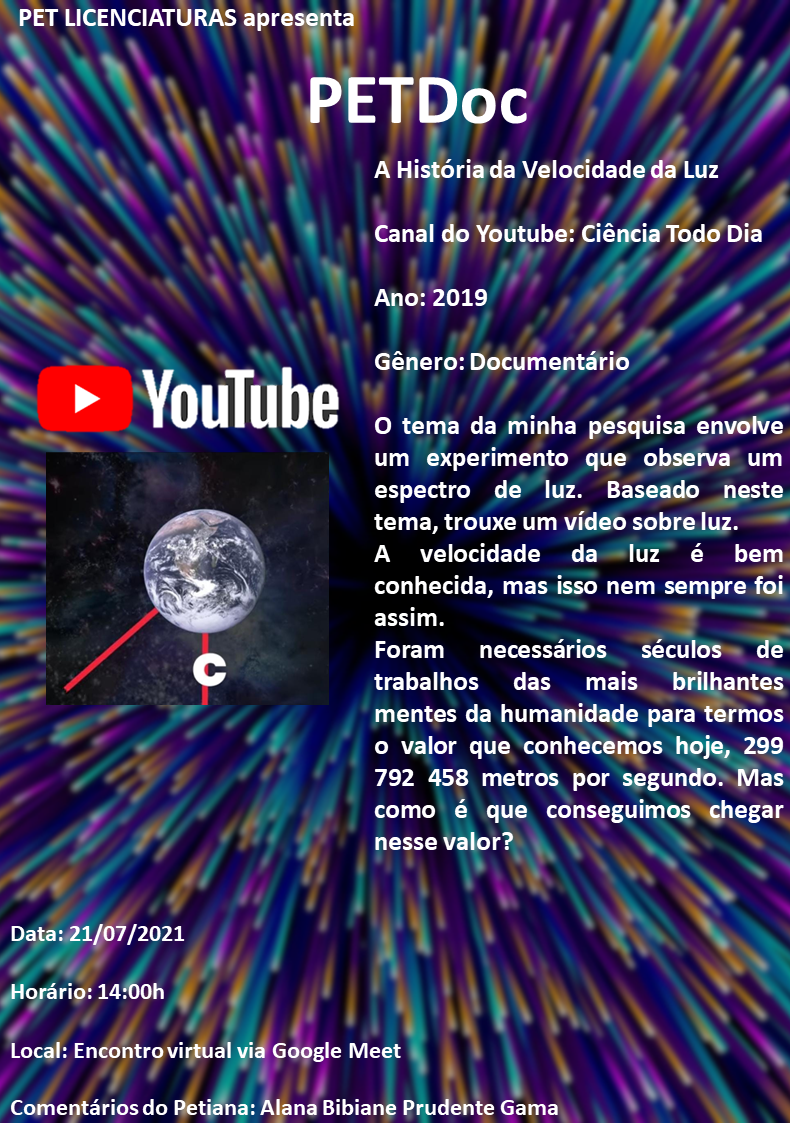 PET LICENCIATURAS apresenta
PETDoc
A História da Velocidade da Luz
Canal do Youtube: Ciência Todo Dia
Ano: 2019
Gênero: Documentário
YouTube
O tema da minha pesquisa envolve
um experimento que observa um
espectro de luz. Baseado neste
tema, trouxe um vídeo sobre luz.
A velocidade da luz é bem
conhecida, mas isso nem sempre foi
assim.
Foram necessários séculos de
trabalhos das mais brilhantes
mentes da humanidade para termos
o valor que conhecemos hoje, 299
792 458 metros por segundo. Mas
como é que conseguimos chegar
nesse valor?
c
Data: 21/07/2021
Horário: 14:00h
Local: Encontro virtual via Google Meet
Comentários do Petiana: Alana Bibiane Prudente Gama